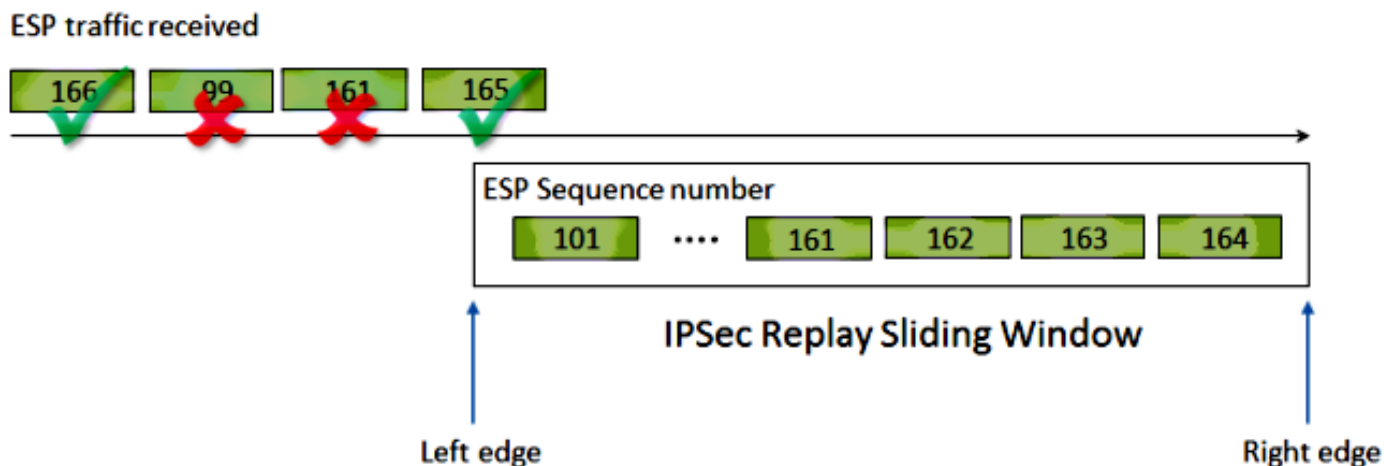 ESP traffic received
166 99 161 165
ESP Sequence number
101 .... 161 162 163 164
IPSec Replay Sliding Window
Left edge Right edge